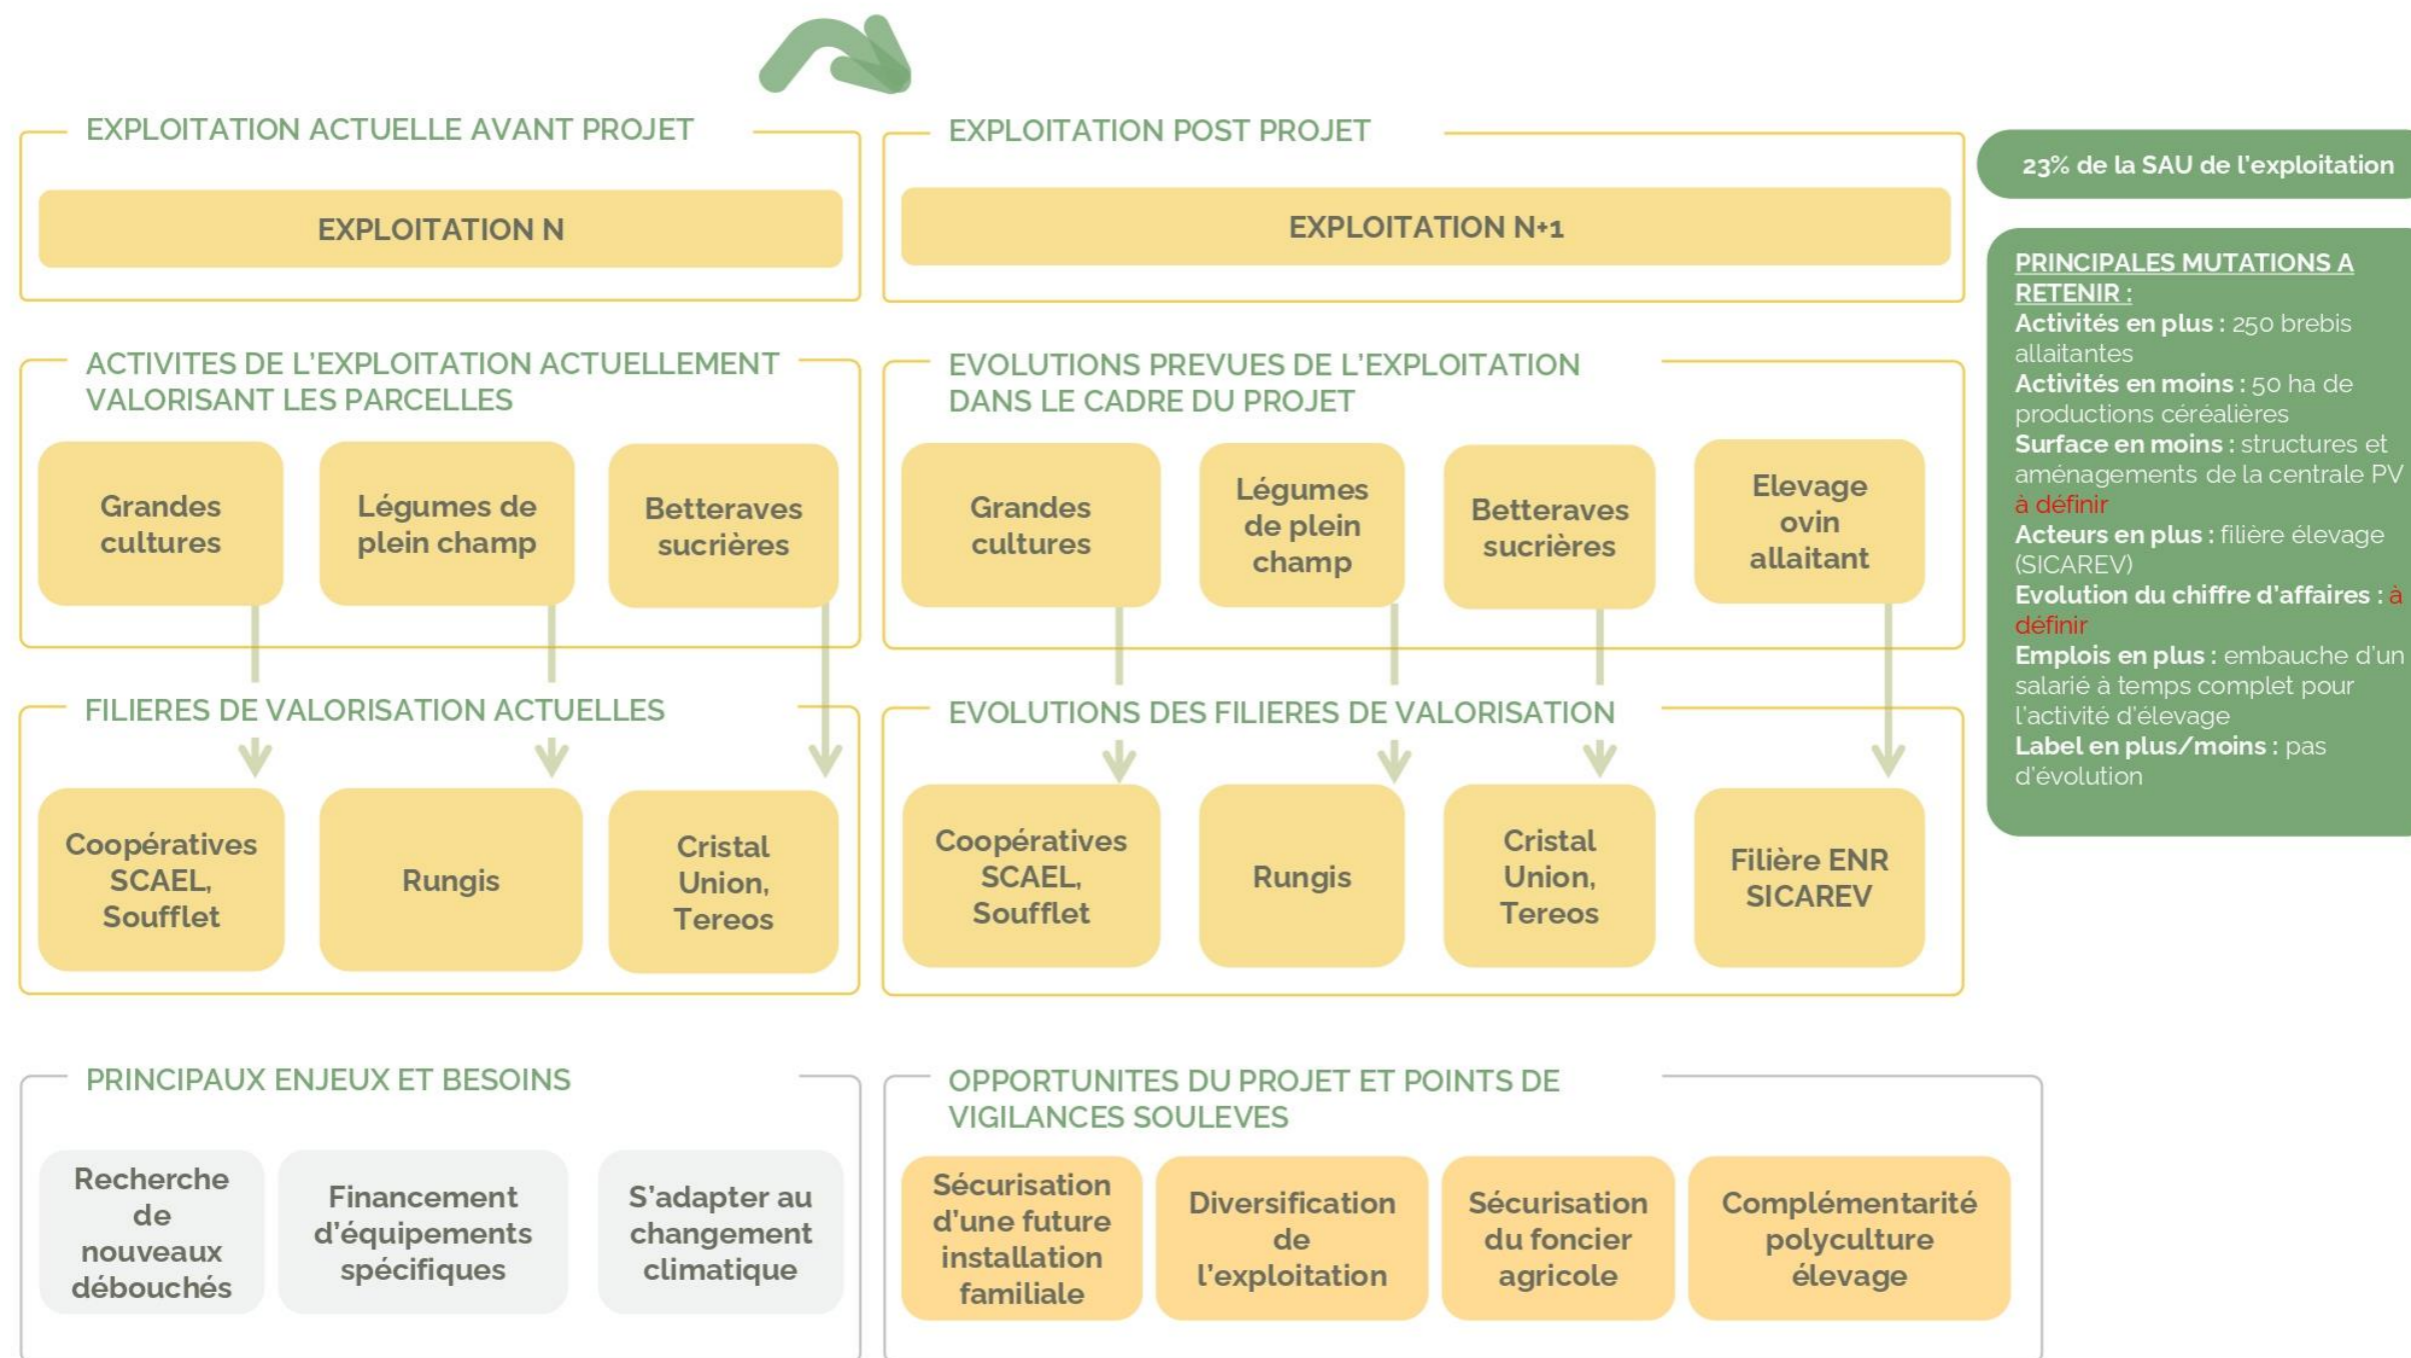 EXPLOITATION ACTUELLE AVANT PROJET
EXPLOITATION N
EXPLOITATION POST PROJET
EXPLOITATION N+1
23% de la SAU de l'exploitation
ACTIVITES DE L'EXPLOITATION ACTUELLEMENT
VALORISANT LES PARCELLES
Grandes
cultures
Légumes de
plein champ
Betteraves
sucrières
EVOLUTIONS PREVUES DE L'EXPLOITATION
DANS LE CADRE DU PROJET
Grandes
cultures
Légumes
de plein
champ
Betteraves
sucrières
Elevage
ovin
allaitant
PRINCIPALES MUTATIONS A
RETENIR :
Activités en plus : 250 brebis
allaitantes
Activités en moins : 50 ha de
productions céréalières
Surface en moins : structures et
aménagements de la centrale PV
à définir
Acteurs en plus : filière élevage
(SICAREV)
Evolution du chiffre d'affaires : à
définir
Emplois en plus : embauche d'un
salarié à temps complet pour
l'activité d'élevage
Label en plus/moins : pas
d'évolution
FILIERES DE VALORISATION ACTUELLES
Coopératives
SCAEL,
Soufflet
Rungis
Cristal
Union,
Tereos
EVOLUTIONS DES FILIERES DE VALORISATION
Coopératives
SCAEL,
Soufflet
Rungis
Cristal
Union,
Tereos
Filière ENR
SICAREV
PRINCIPAUX ENJEUX ET BESOINS
Recherche
de
nouveaux
débouchés
Financement
d'équipements
spécifiques
S'adapter au
changement
climatique
OPPORTUNITES DU PROJET ET POINTS DE
VIGILANCES SOULEVES
Sécurisation
d'une future
installation
familiale
Diversification
de
l'exploitation
Sécurisation
du foncier
agricole
Complémentarité
polyculture
élevage